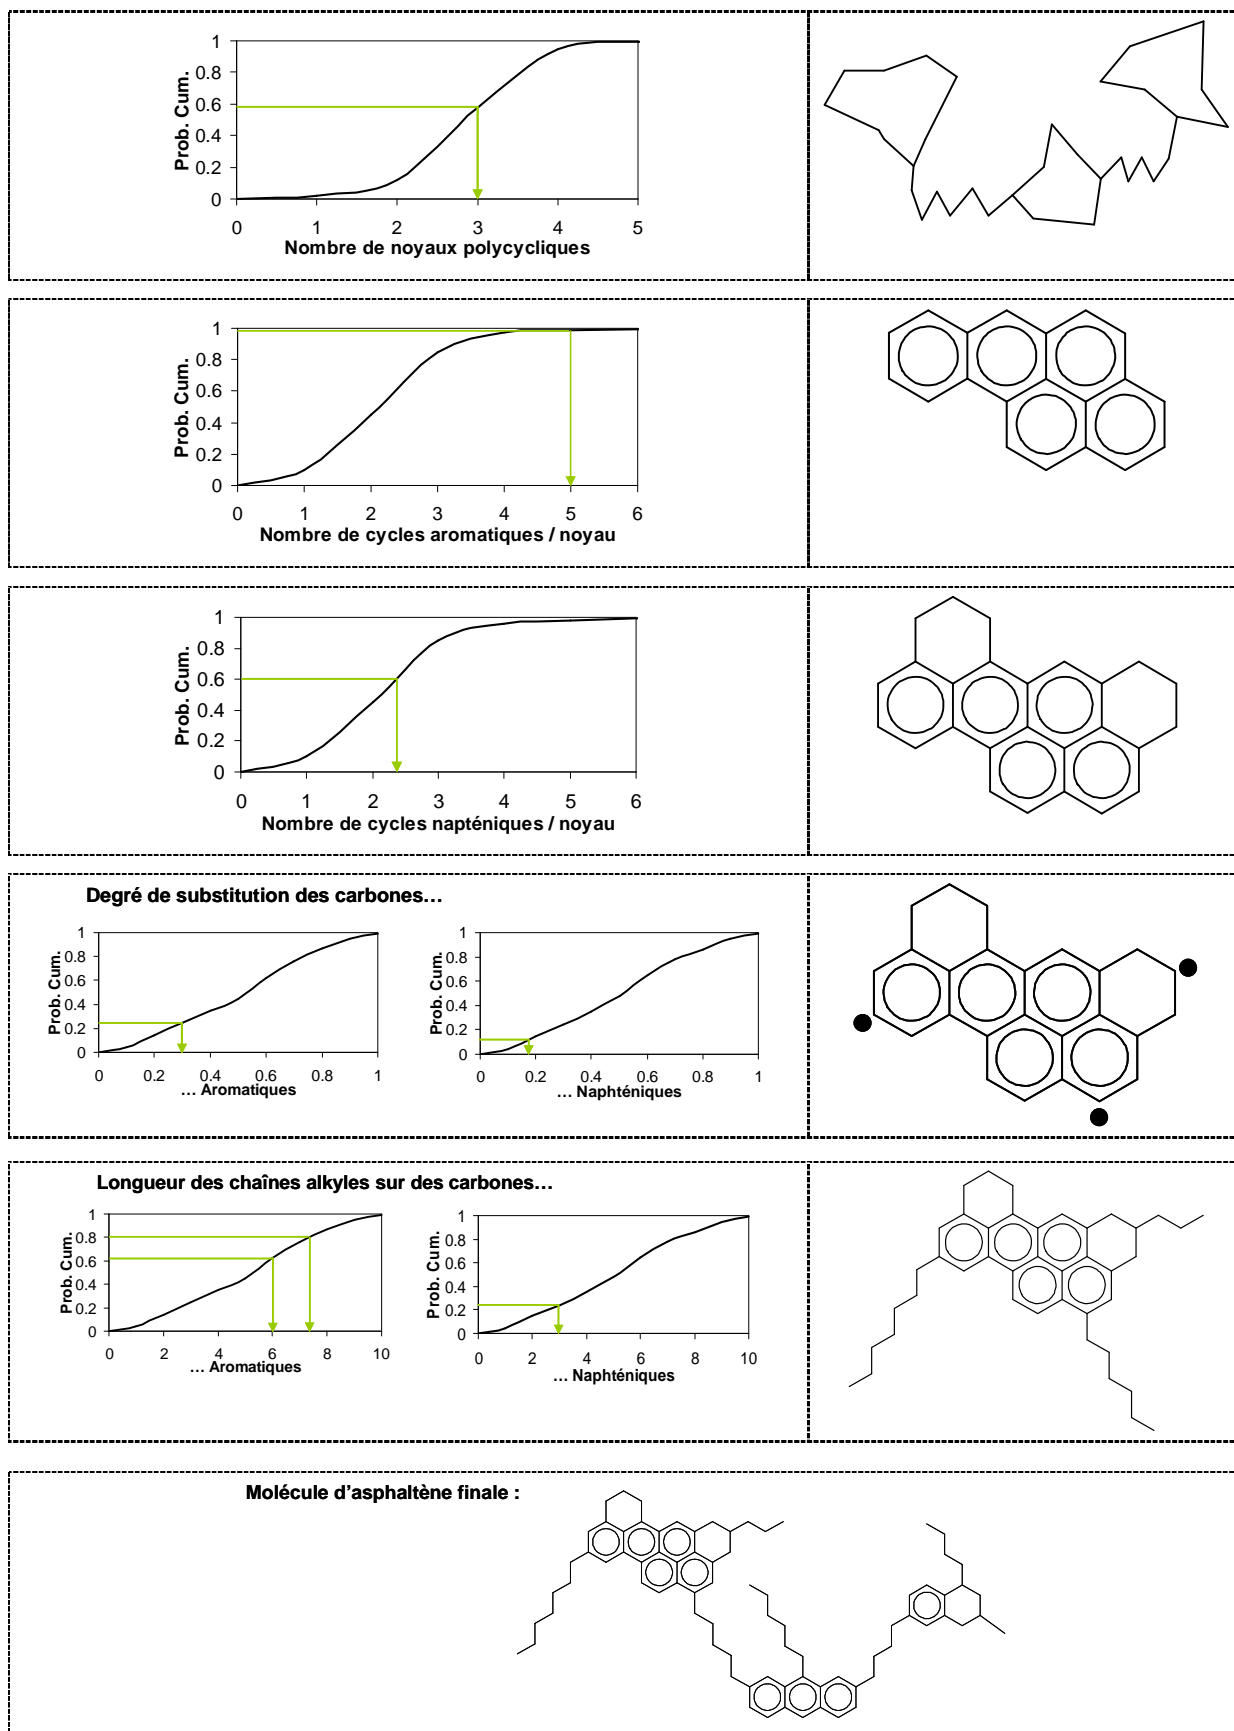 1
0.8
0.6
0.4
0.2
0
Prob. Cum.
0 1 2 3 4 5
Nombre de noyaux polycycliques
1
0.8
0.6
0.4
0.2
0
Prob. Cum.
0 1 2 3 4 5 6
Nombre de cycles aromatiques / noyau
1
0.8
0.6
0.4
0.2
0
Prob. Cum.
0 1 2 3 4 5 6
Nombre de cycles napténiques / noyau
Degré de substitution des carbones…
1
0.8
0.6
0.4
0.2
0
Prob. Cum.
0 0.2 0.4 0.6 0.8 1
… Aromatiques
1
0.8
0.6
0.4
0.2
0
Prob. Cum.
0 0.2 0.4 0.6 0.8 1
… Naphténiques
Longueur des chaînes alkyles sur des carbones…
1
0.8
0.6
0.4
0.2
0
Prob. Cum.
0 2 4 6 8 10
… Aromatiques
1
0.8
0.6
0.4
0.2
0
Prob. Cum.
0 2 4 6 8 10
… Naphténiques
Molécule d'asphaltène finale :